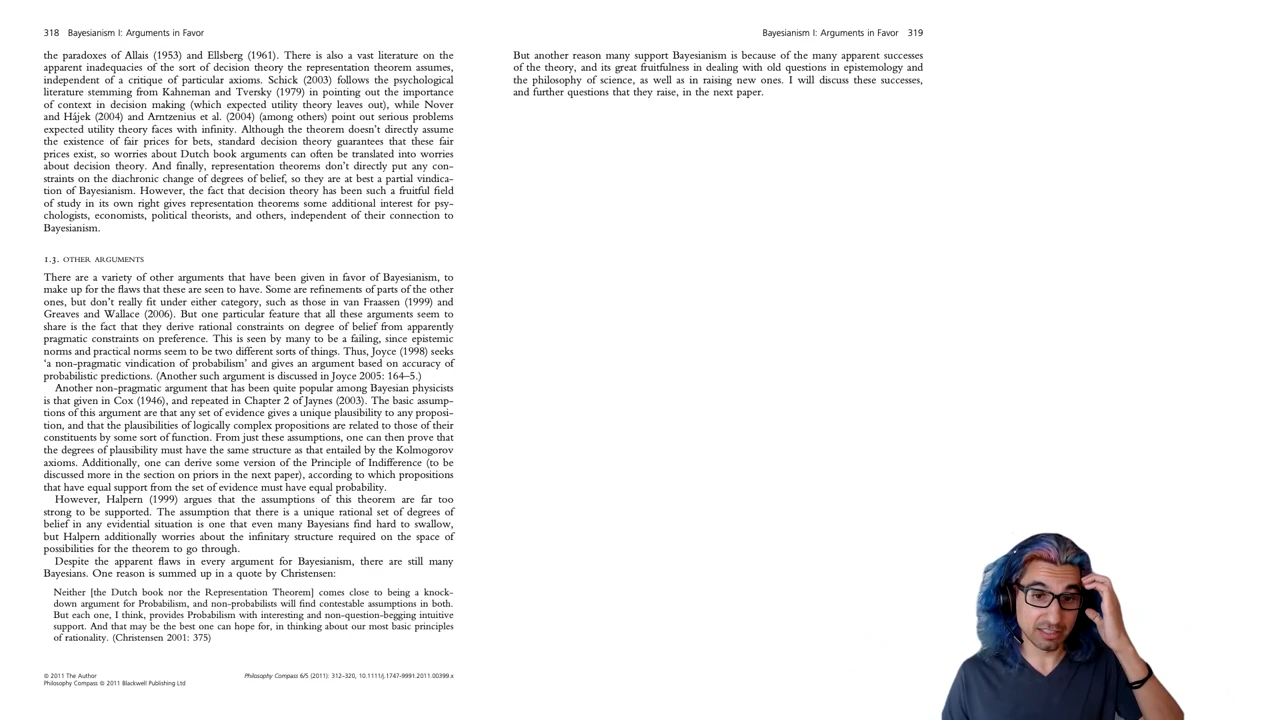 318 Bayesianism I: Arguments in Favor
the paradoxes of Allais (1953) and Ellsberg (1961). There is also a vast literature on the
apparent inadequacies of the sort of decision theory the representation theorem assumes,
independent of a critique of particular axioms. Schick (2003) follows the psychological
literature stemming from Kahneman and Tversky (1979) in pointing out the importance
of context in decision making (which expected utility theory leaves out), while Nover
and Hájek (2004) and Arntzenius et al. (2004) (among others) point out serious problems
expected utility theory faces with infinity. Although the theorem doesn't directly assume
the existence of fair prices for bets, standard decision theory guarantees that these fair
prices exist, so worries about Dutch book arguments can often be translated into worries
about decision theory. And finally, representation theorems don't directly put any con-
straints on the diachronic change of degrees of belief, so they are at best a partial vindica-
tion of Bayesianism. However, the fact that decision theory has been such a fruitful field
of study in its own right gives representation theorems some additional interest for psy-
chologists, economists, political theorists, and others, independent of their connection to
Bayesianism.
1.3. OTHER ARGUMENTS
There are a variety of other arguments that have been given in favor of Bayesianism, to
make up for the flaws that these are seen to have. Some are refinements of parts of the other
ones, but don't really fit under either category, such as those in van Fraassen (1999) and
Greaves and Wallace (2006). But one particular feature that all these arguments seem to
share is the fact that they derive rational constraints on degree of belief from apparently
pragmatic constraints on preference. This is seen by many to be a failing, since epistemic
norms and practical norms seem to be two different sorts of things. Thus, Joyce (1998) seeks
'a non-pragmatic vindication of probabilism' and gives an argument based on accuracy of
probabilistic predictions. (Another such argument is discussed in Joyce 2005: 164–5.)
Another non-pragmatic argument that has been quite popular among Bayesian physicists
is that given in Cox (1946), and repeated in Chapter 2 of Jaynes (2003). The basic assump-
tions of this argument are that any set of evidence gives a unique plausibility to any proposi-
tion, and that the plausibilities of logically complex propositions are related to those of their
constituents by some sort of function. From just these assumptions, one can then prove that
the degrees of plausibility must have the same structure as that entailed by the Kolmogorov
axioms. Additionally, one can derive some version of the Principle of Indifference (to be
discussed more in the section on priors in the next paper), according to which propositions
that have equal support from the set of evidence must have equal probability.
However, Halpern (1999) argues that the assumptions of this theorem are far too
strong to be supported. The assumption that there is a unique rational set of degrees of
belief in any evidential situation is one that even many Bayesians find hard to swallow,
but Halpern additionally worries about the infinitary structure required on the space of
possibilities for the theorem to go through.
Despite the apparent flaws in every argument for Bayesianism, there are still many
Bayesians. One reason is summed up in a quote by Christensen:
Neither [the Dutch book nor the Representation Theorem] comes close to being a knock-
down argument for Probabilism, and non-probabilists will find contestable assumptions in both.
But each one, I think, provides Probabilism with interesting and non-question-begging intuitive
support. And that may be the best one can hope for, in thinking about our most basic principles
of rationality. (Christensen 2001: 375)
© 2011 The Author
Philosophy Compass © 2011 Blackwell Publishing Ltd
Philosophy Compass 6/5 (2011): 312–320, 10.1111/j.1747-9991.2011.00399.x
Bayesianism I: Arguments in Favor 319
But another reason many support Bayesianism is because of the many apparent successes
of the theory, and its great fruitfulness in dealing with old questions in epistemology and
the philosophy of science, as well as in raising new ones. I will discuss these successes,
and further questions that they raise, in the next paper.